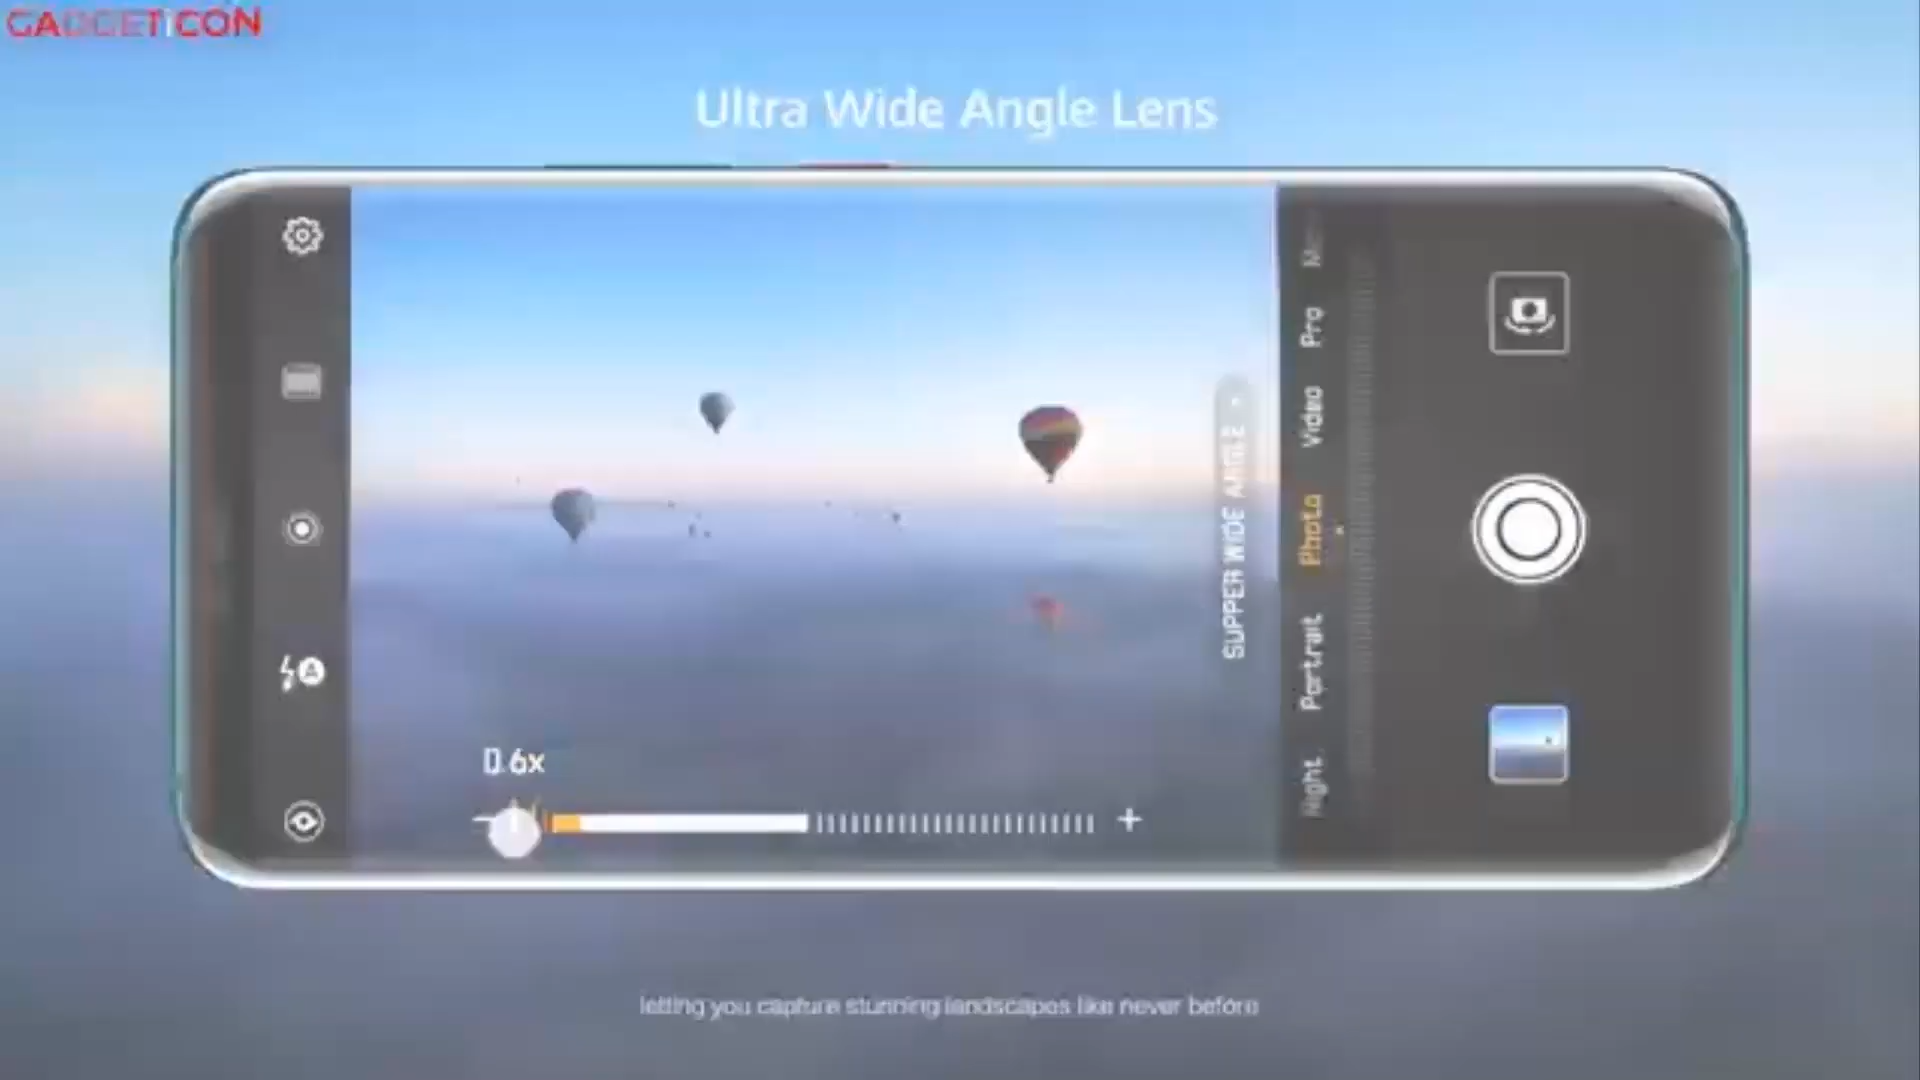 GADGETICON
Ultra Wide Angle Lens
SUPPER WIDE ANGLE
Pro
Video
Photo
Portrait
Night
0.6x
letting you capture stunning landscapes like never before